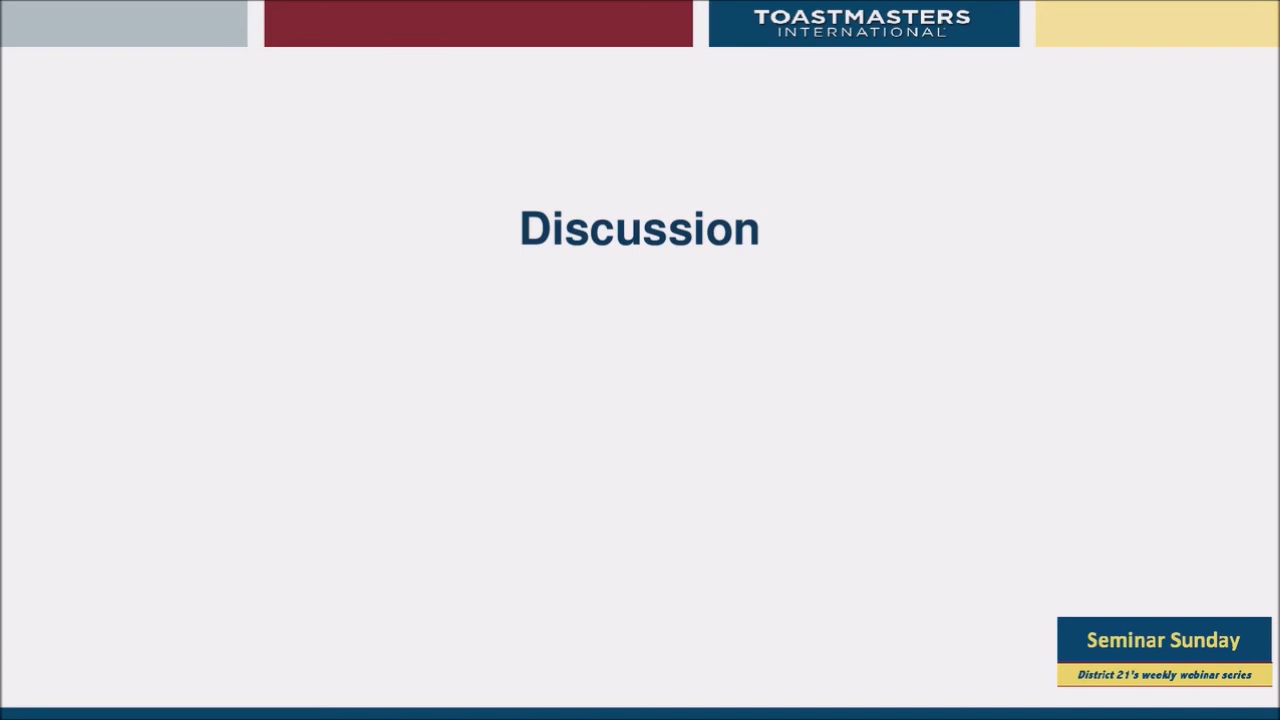 TOASTMASTERS
INTERNATIONAL
Discussion
Seminar Sunday
District 21's weekly webinar series